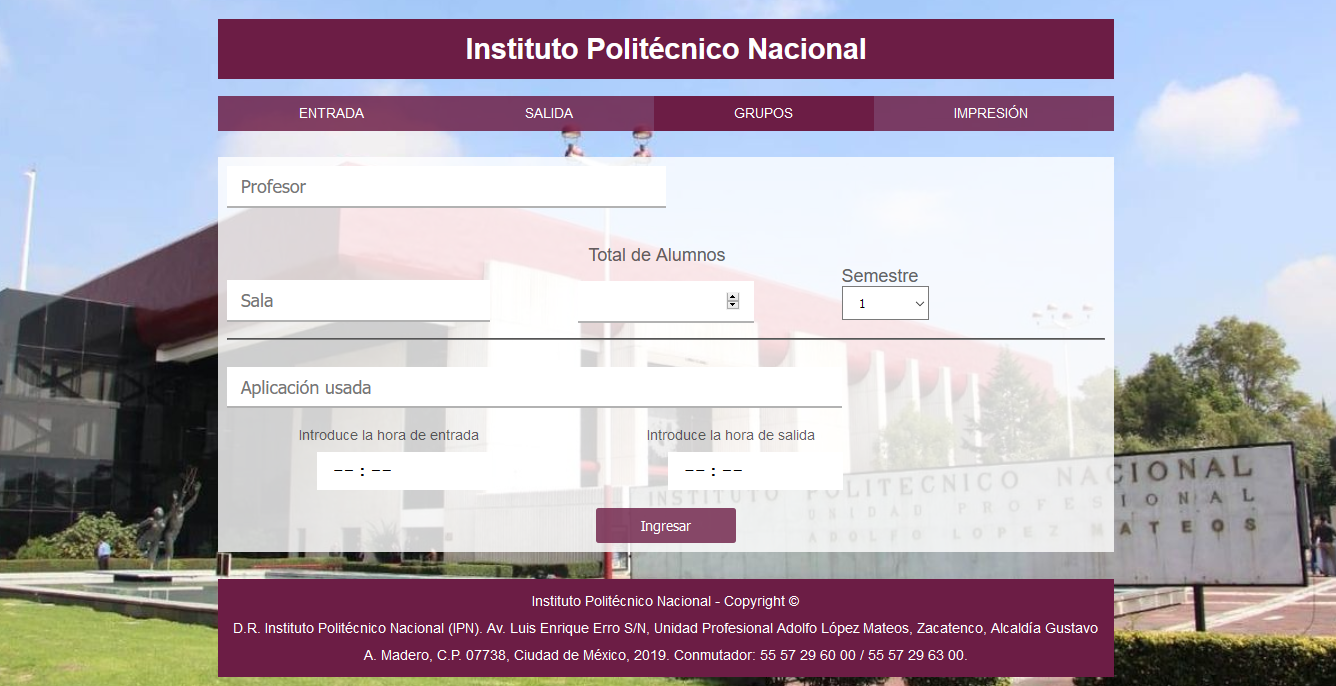 Instituto Politécnico Nacional
ENTRADA SALIDA GRUPOS IMPRESIÓN
Profesor
Total de Alumnos
Semestre
Sala
1
Aplicación usada
Introduce la hora de entrada Introduce la hora de salida
--:-- --:--
INSTITUTO POLITECNICO NACIONAL
UNIDAD PROFESIONAL
ADOLFO LOPEZ MATEOS
Ingresar
Instituto Politécnico Nacional - Copyright ©
D.R. Instituto Politécnico Nacional (IPN). Av. Luis Enrique Erro S/N, Unidad Profesional Adolfo López Mateos, Zacatenco, Alcaldía Gustavo
A. Madero, C.P. 07738, Ciudad de México, 2019. Conmutador: 55 57 29 60 00 / 55 57 29 63 00.